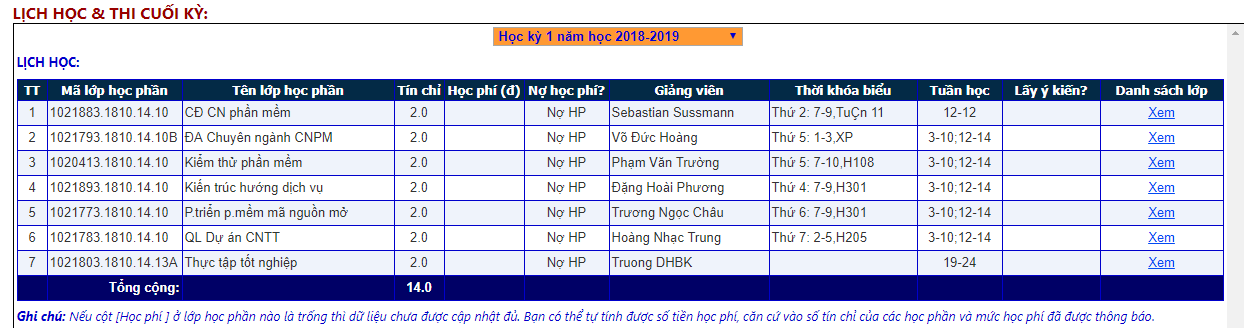 LỊCH HỌC & THI CUỐI KỲ:
Học kỳ 1 năm học 2018-2019
LỊCH HỌC:
TT Mã lớp học phần Tên lớp học phần Tín chỉ Học phí (đ) Nợ học phí? Giảng viên Thời khóa biểu Tuần học Lấy ý kiến? Danh sách lớp
1 1021883.1810.14.10 CĐ CN phần mềm 2.0 Nợ HP Sebastian Sussmann Thứ 2: 7-9,TuÇn 11 12-12 Xem
2 1021793.1810.14.10B ĐA Chuyên ngành CNPM 2.0 Nợ HP Võ Đức Hoàng Thứ 5: 1-3,XP 3-10;12-14 Xem
3 1020413.1810.14.10 Kiểm thử phần mềm 2.0 Nợ HP Phạm Văn Trường Thứ 5: 7-10,H108 3-10;12-14 Xem
4 1021893.1810.14.10 Kiến trúc hướng dịch vụ 2.0 Nợ HP Đặng Hoài Phương Thứ 4: 7-9,H301 3-10;12-14 Xem
5 1021773.1810.14.10 P.triển p.mềm mã nguồn mở 2.0 Nợ HP Trương Ngọc Châu Thứ 6: 7-9,H301 3-10;12-14 Xem
6 1021783.1810.14.10 QL Dự án CNTT 2.0 Nợ HP Hoàng Nhạc Trung Thứ 7: 2-5,H205 3-10;12-14 Xem
7 1021803.1810.14.13A Thực tập tốt nghiệp 2.0 Nợ HP Truong DHBK 19-24 Xem
Tổng cộng: 14.0
Ghi chú: Nếu cột [Học phí ] ở lớp học phần nào là trống thì dữ liệu chưa được cập nhật đủ. Bạn có thể tự tính được số tiền học phí, căn cứ vào số tín chỉ của các học phần và mức học phí đã được thông báo.